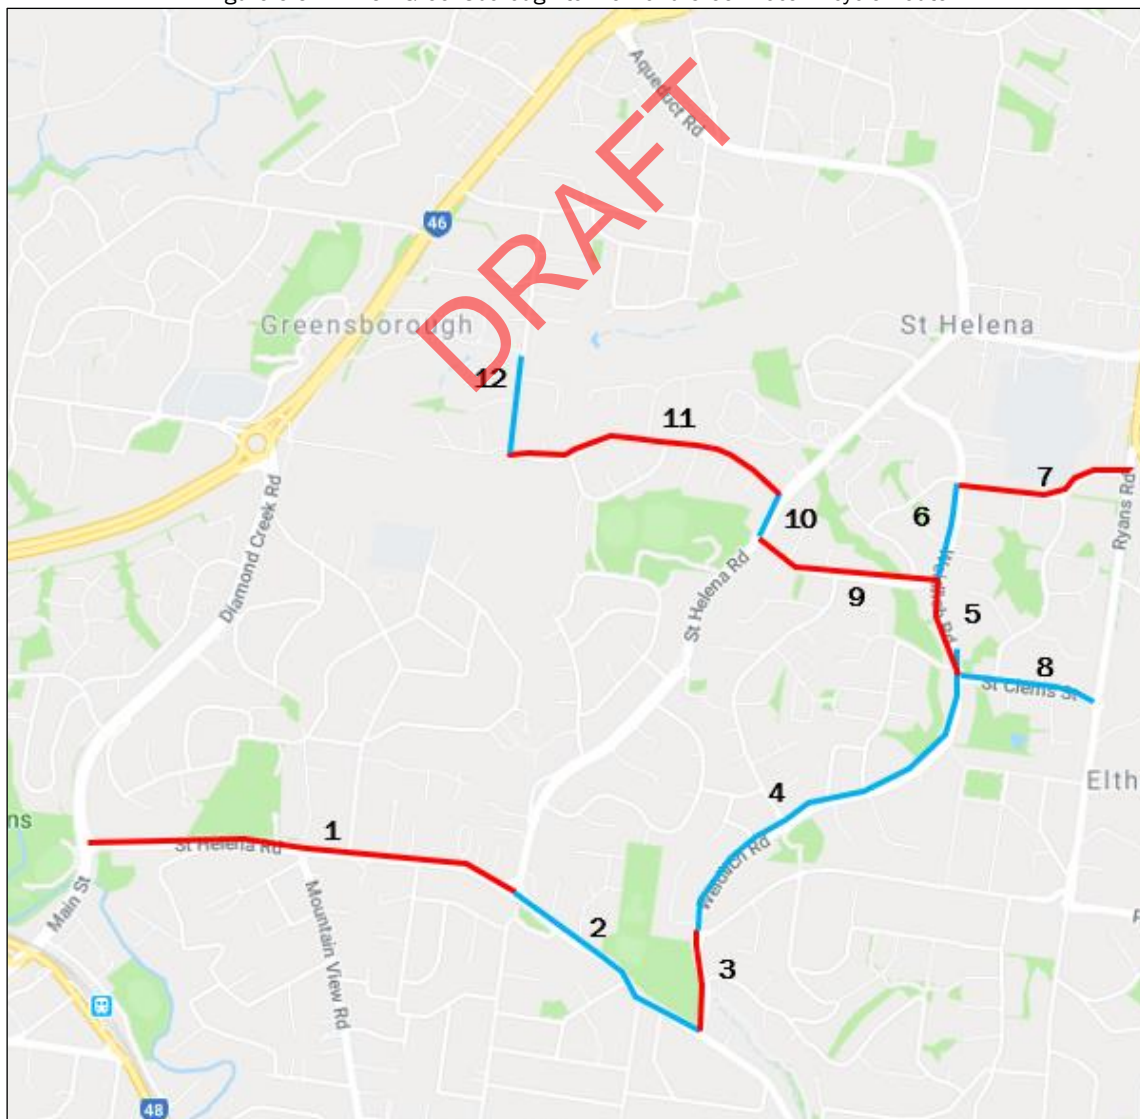 Aqueduct Rd
DRAFT
46
Greensborough
St Helena
12
11
7
10
6
Ryans Rd
Diamond Creek Rd
St Helena Rd
9
5
8
St Clems St
4
Elth
ns
1
St Helena Rd
Weidlich Rd
Main St
Mountain View Rd
2
3
48